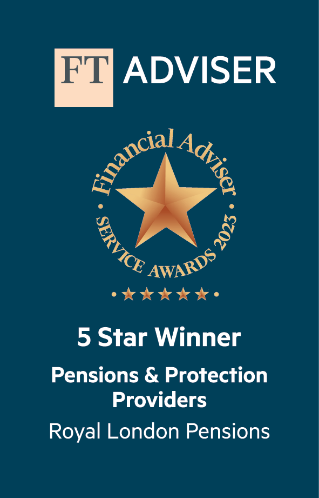 FT ADVISER
Financial Adviser
SERVICE AWARDS 2023
5 Star Winner
Pensions & Protection
Providers
Royal London Pensions